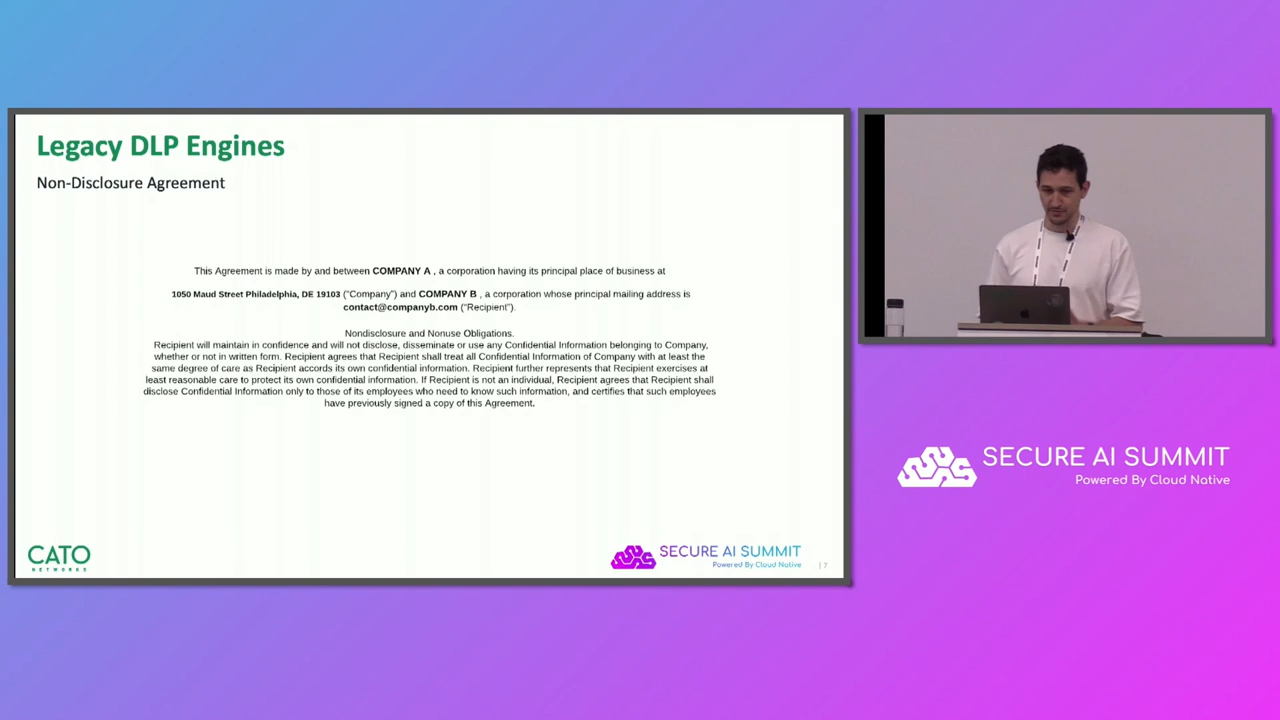 Legacy DLP Engines
Non-Disclosure Agreement
This Agreement is made by and between COMPANY A , a corporation having its principal place of business at
1050 Maud Street Philadelphia, DE 19103 ("Company") and COMPANY B , a corporation whose principal mailing address is
contact@companyb.com ("Recipient").
Nondisclosure and Nonuse Obligations.
Recipient will maintain in confidence and will not disclose, disseminate or use any Confidential Information belonging to Company,
whether or not in written form. Recipient agrees that Recipient shall treat all Confidential Information of Company with at least the
same degree of care as Recipient accords its own confidential information. Recipient further represents that Recipient exercises at
least reasonable care to protect its own confidential information. If Recipient is not an individual, Recipient agrees that Recipient shall
disclose Confidential Information only to those of its employees who need to know such information, and certifies that such employees
have previously signed a copy of this Agreement.
CATO
NETWORKS
SECURE AI SUMMIT
Powered By Cloud Native
| 7
SECURE AI SUMMIT
Powered By Cloud Native